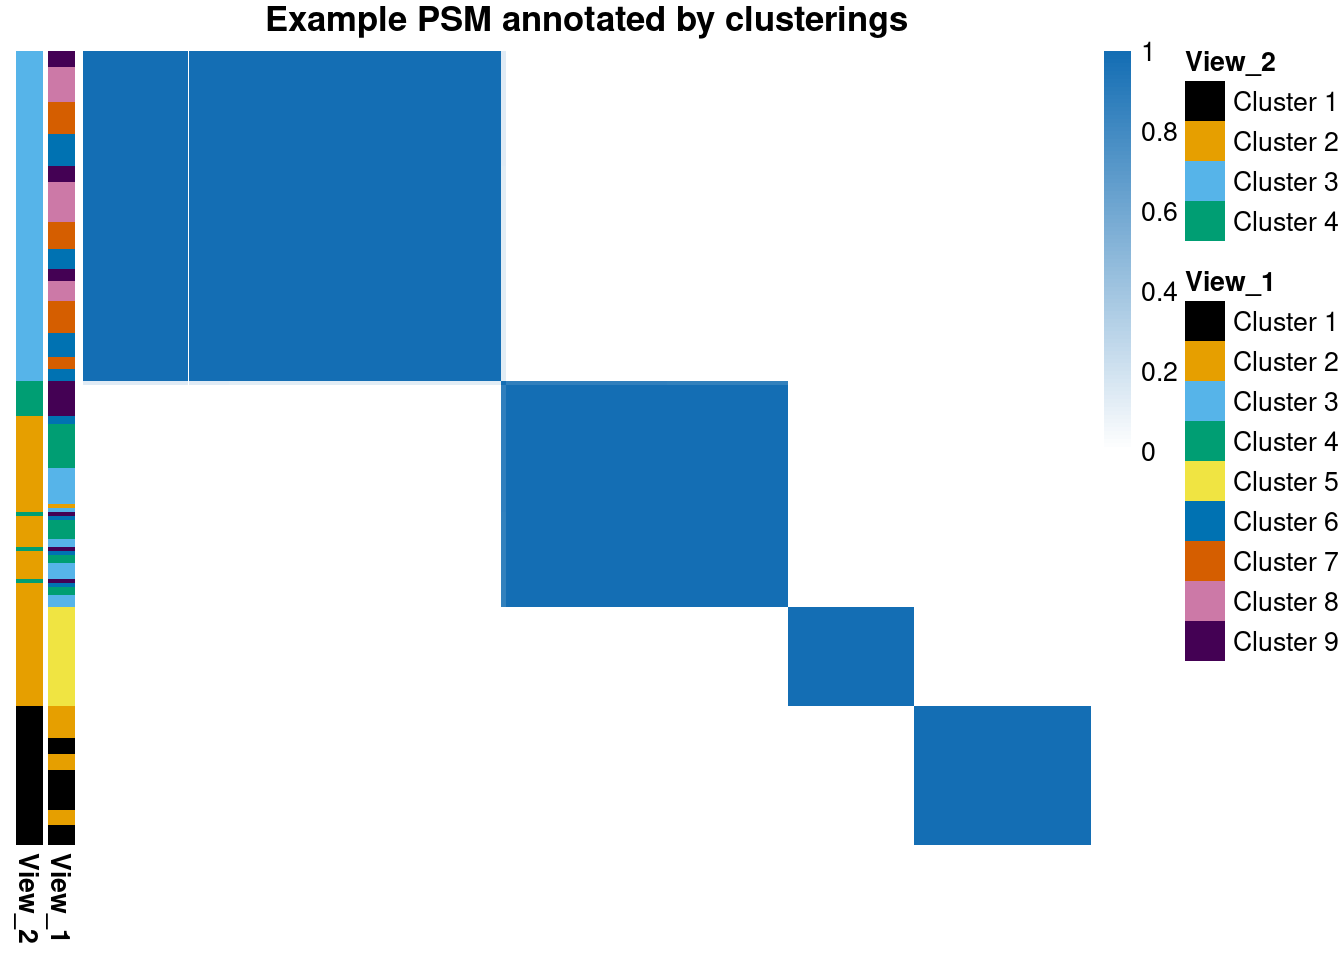 Example PSM annotated by clusterings
1
0.8
0.6
0.4
0.2
0
View_2
Cluster 1
Cluster 2
Cluster 3
Cluster 4
View_1
Cluster 1
Cluster 2
Cluster 3
Cluster 4
Cluster 5
Cluster 6
Cluster 7
Cluster 8
Cluster 9
View_2
View_1